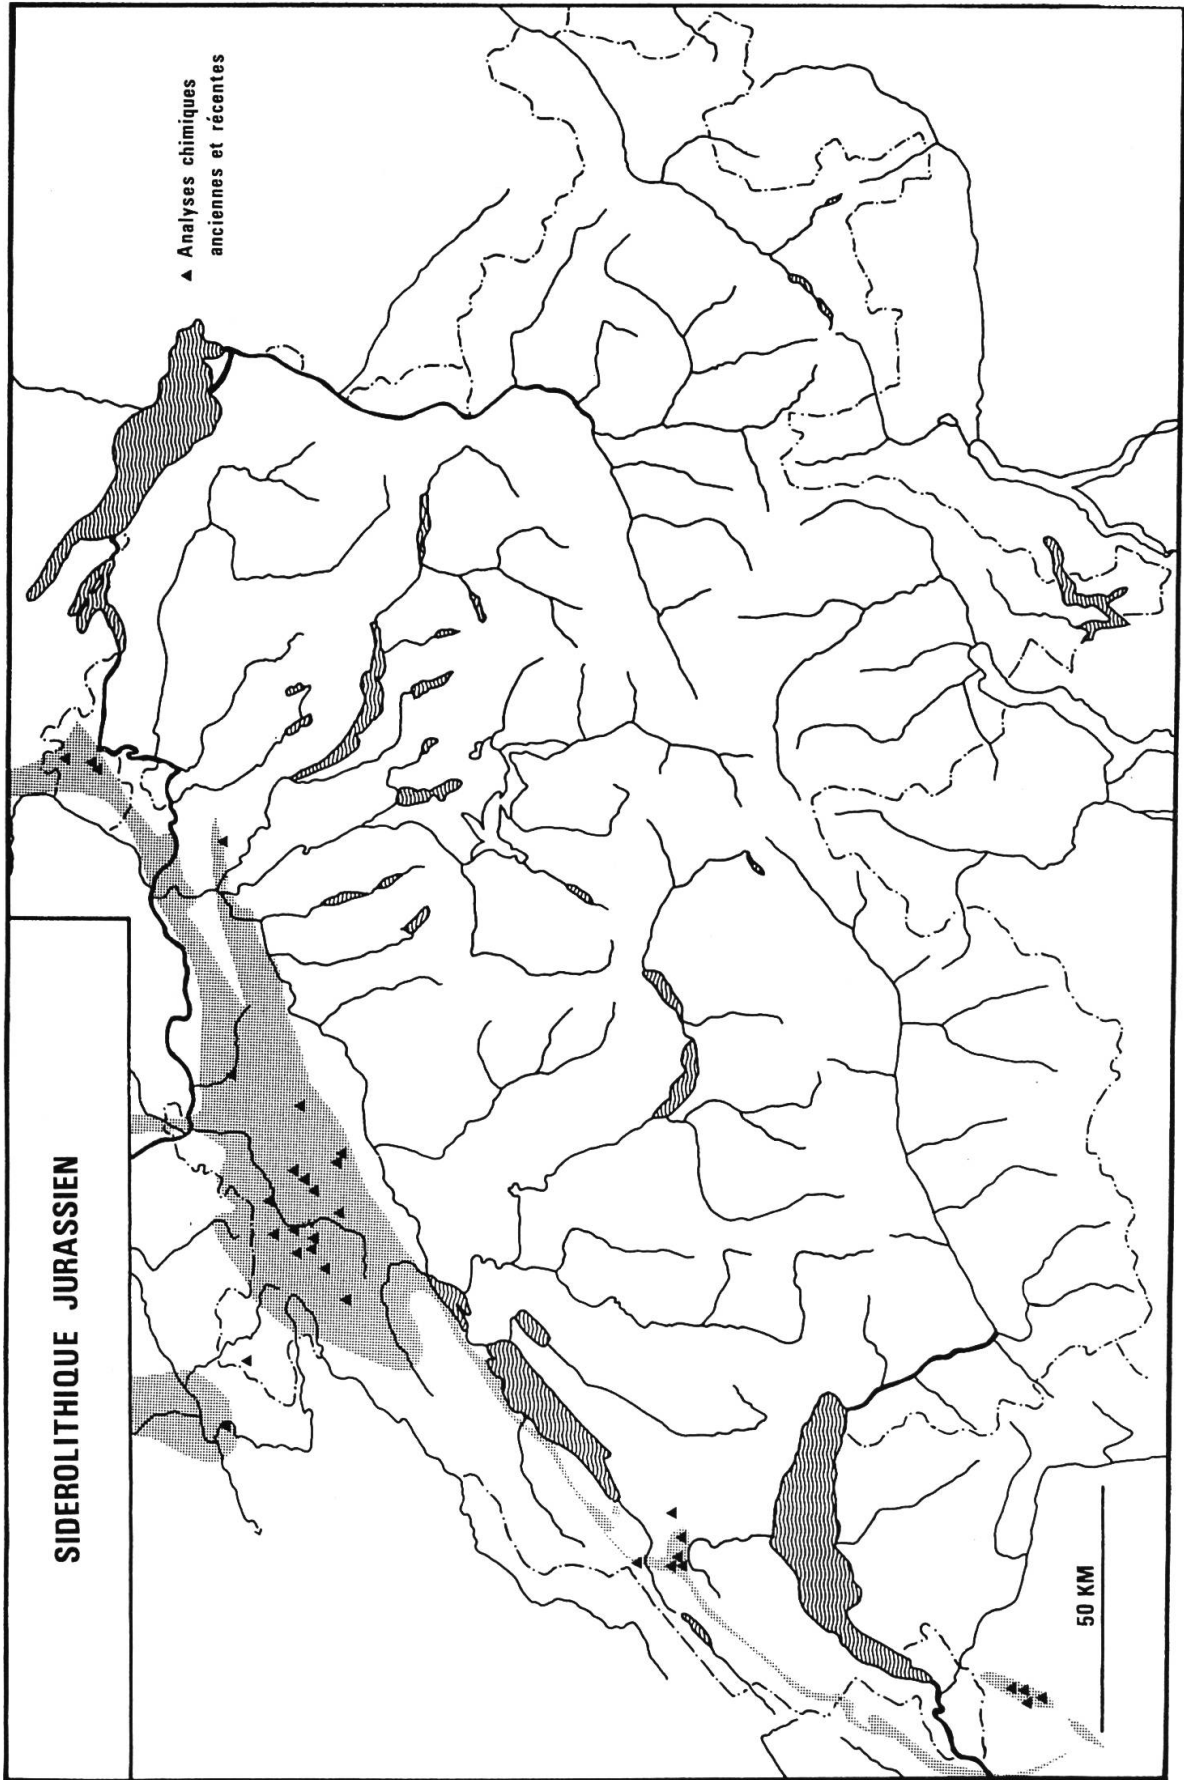 SIDEROLITHIQUE JURASSIEN
▲ Analyses chimiques
anciennes et récentes
50 KM